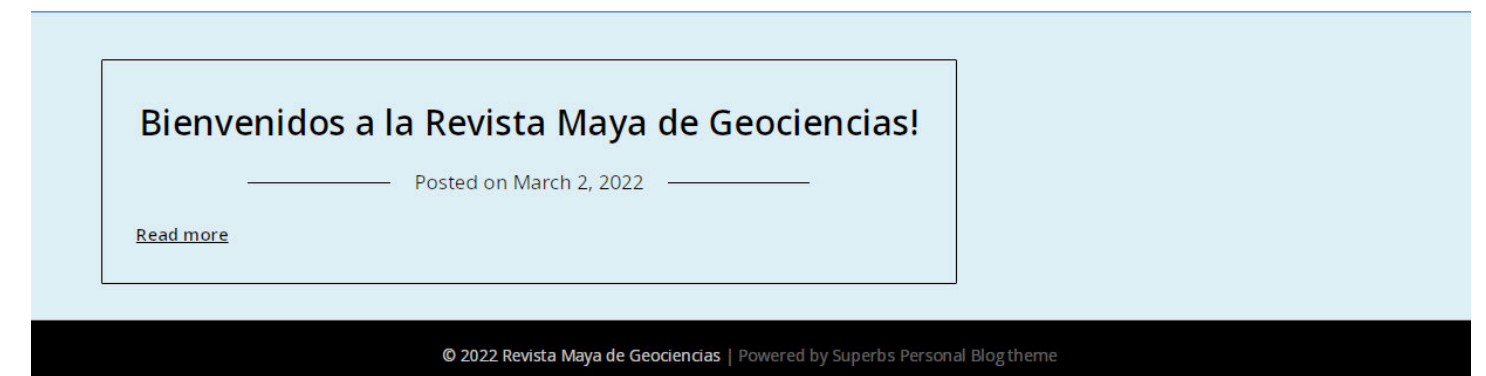 Bienvenidos a la Revista Maya de Geociencias!
Posted on March 2, 2022
Read more
© 2022 Revista Maya de Geociencias | Powered by Superbs Personal Blog theme